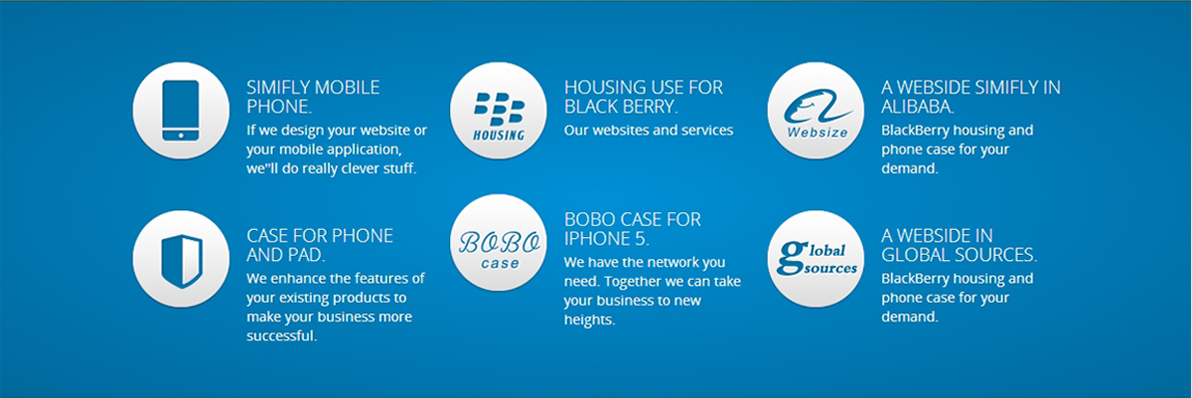 SIMIFLY MOBILE
PHONE.
If we design your website or
your mobile application,
we"ll do really clever stuff.
HOUSING
HOUSING USE FOR
BLACK BERRY.
Our websites and services
Websize
A WEBSIDE SIMIFLY IN
ALIBABA.
BlackBerry housing and
phone case for your
demand.
CASE FOR PHONE
AND PAD.
We enhance the features of
your existing products to
make your business more
successful.
BOBO
case
BOBO CASE FOR
IPHONE 5.
We have the network you
need. Together we can take
your business to new
heights.
global
sources
A WEBSIDE IN
GLOBAL SOURCES.
BlackBerry housing and
phone case for your
demand.